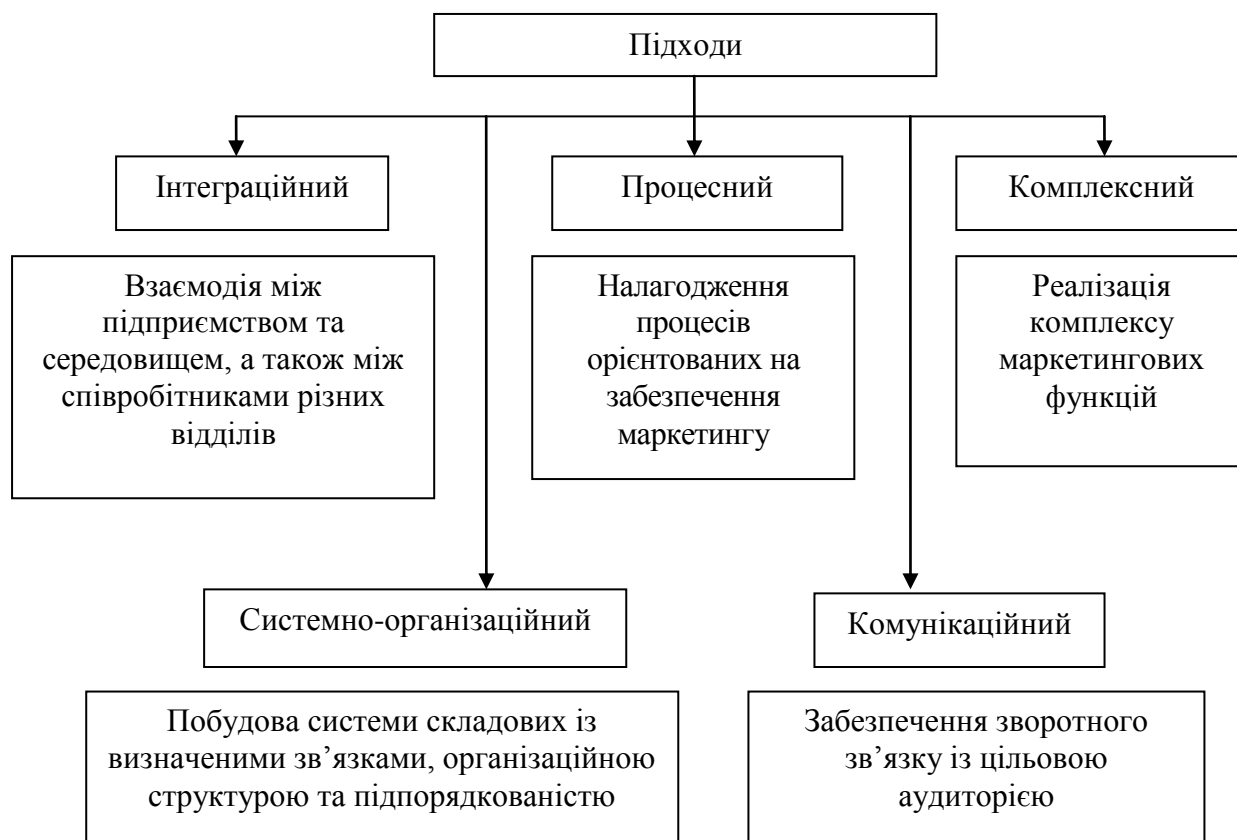 Підходи
Інтеграційний
Процесний
Комплексний
Взаємодія між
підприємством та
середовищем, а також між
співробітниками різних
відділів
Налагодження
процесів
орієнтованих на
забезпечення
маркетингу
Реалізація
комплексу
маркетингових
функцій
Системно-організаційний
Комунікаційний
Побудова системи складових із
визначеними зв’язками, організаційною
структурою та підпорядкованістю
Забезпечення зворотного
зв’язку із цільовою
аудиторією